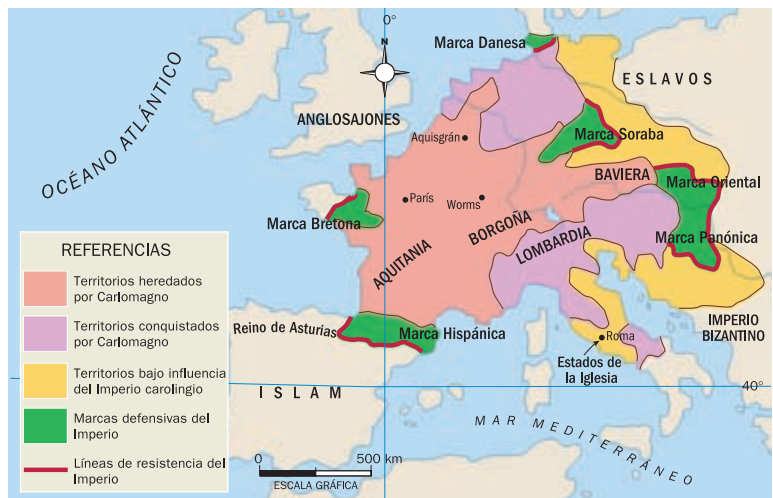 0°
Marca Danesa
N
ESLAVOS
OCÉANO ATLÁNTICO
ANGLOSAJONES
Aquisgrán
Marca Soraba
BAVIERA
Marca Oriental
París
Worms
Marca Bretona
BORGOÑA
LOMBARDIA
Marca Panónica
AQUITANIA
REFERENCIAS
Territorios heredados
por Carlomagno
Territorios conquistados
por Carlomagno
Territorios bajo influencia
del Imperio carolingio
Marcas defensivas del
Imperio
Líneas de resistencia del
Imperio
Reino de Asturias
Marca Hispánica
IMPERIO
BIZANTINO
Roma
Estados de
la Iglesia
ISLAM
40°
MAR MEDITERRÁNEO
0
500 km
ESCALA GRÁFICA